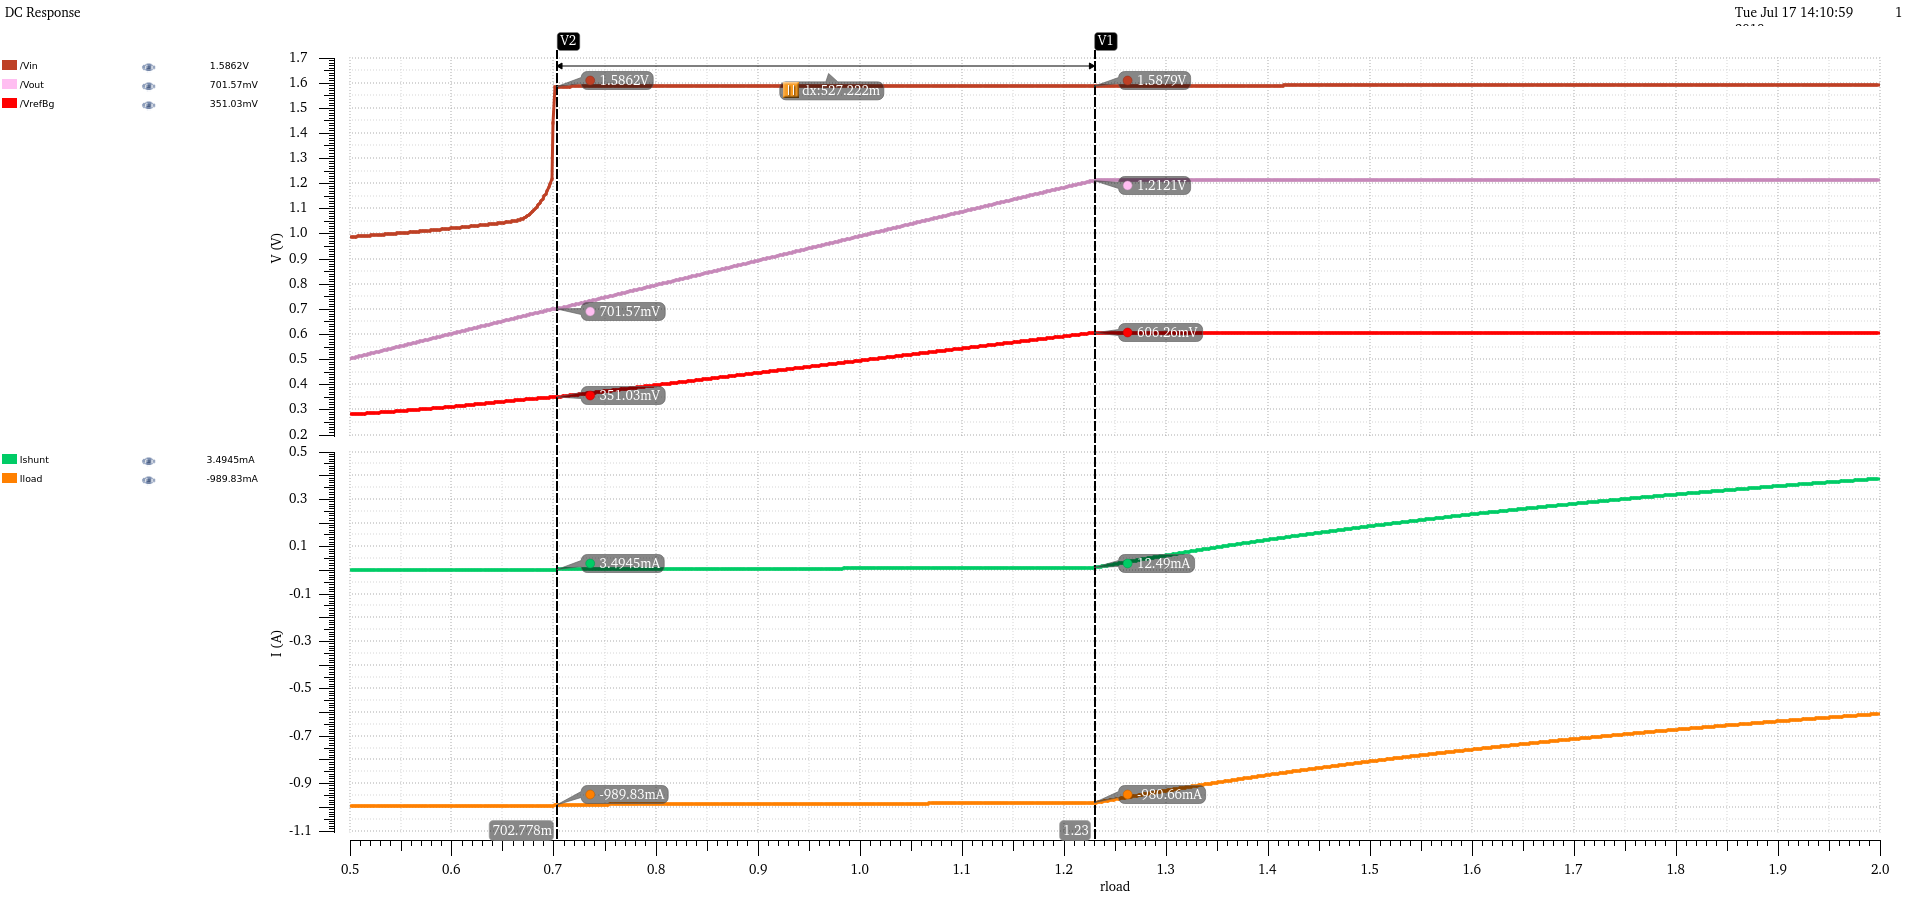 DC Response
Tue Jul 17 14:10:59 1
V2 V1
/Vin 1.5862V
/Vout 701.57mV
/VrefBg 351.03mV
1.7
1.6
1.5
1.4
1.3
1.2
1.1
1.0
0.9
0.8
0.7
0.6
0.5
0.4
0.3
0.2
V (V)
1.5862V
dx:527.222m
1.5879V
1.2121V
701.57mV
606.26mV
351.03mV
Ishunt 3.4945mA
Iload -989.83mA
0.5
0.3
0.1
-0.1
-0.3
-0.5
-0.7
-0.9
-1.1
I (A)
3.4945mA
12.49mA
-989.83mA
-980.66mA
702.778m
1.23
0.5 0.6 0.7 0.8 0.9 1.0 1.1 1.2 1.3 1.4 1.5 1.6 1.7 1.8 1.9 2.0
rload